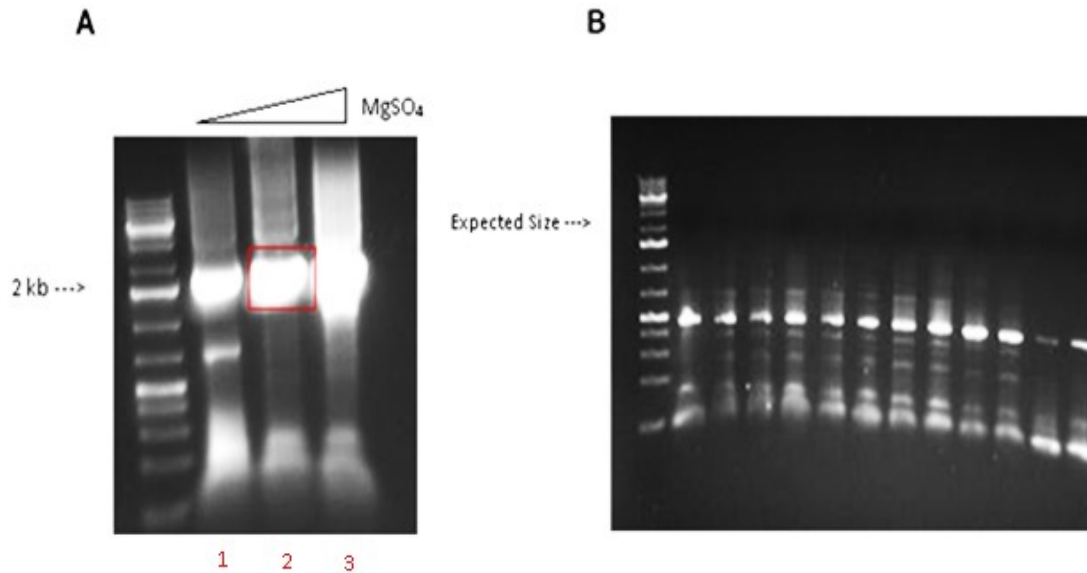 A
B
MgSO₄
Expected Size --->
2 kb --->
1 2 3